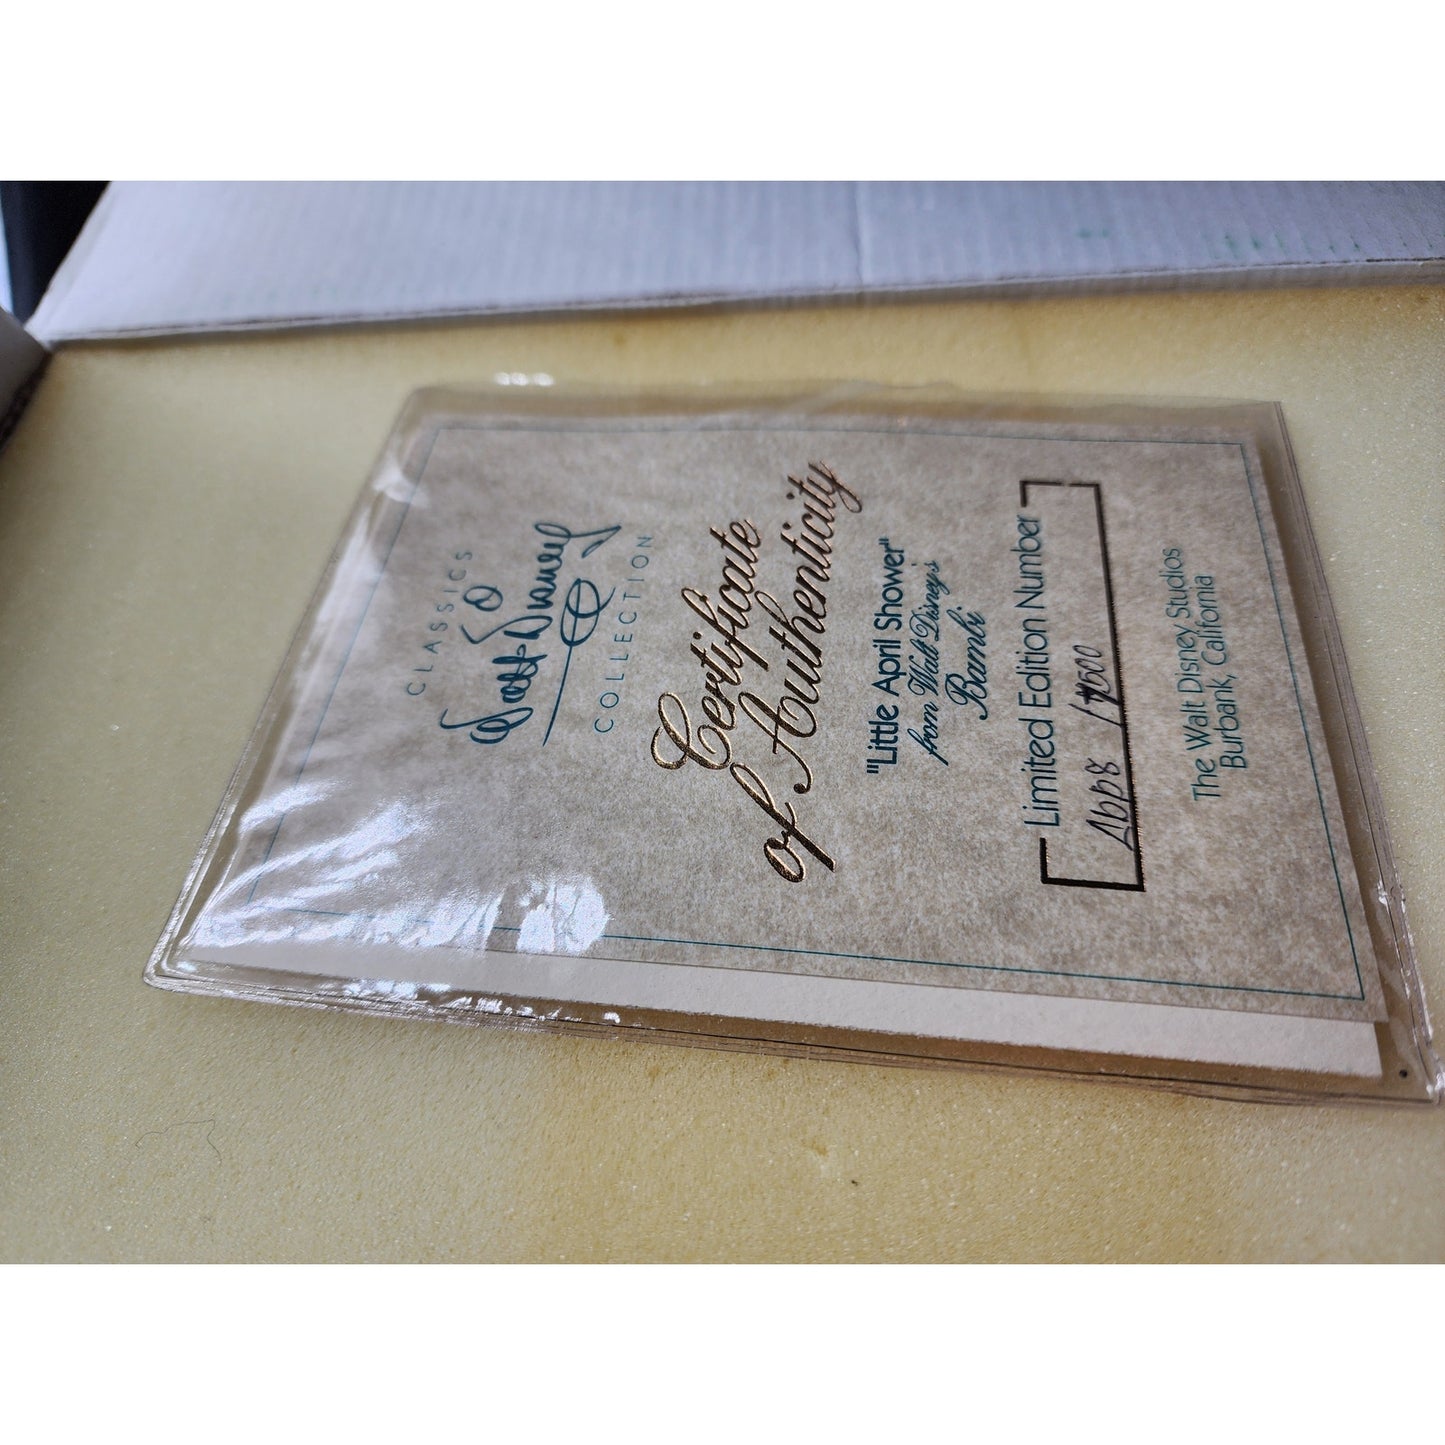 CLASSICS
Walt Disney
COLLECTION
Certificate
of Authenticity
"Little April Shower"
from Walt Disney's
Bambi
Limited Edition Number
The Walt Disney Studios
Burbank, California